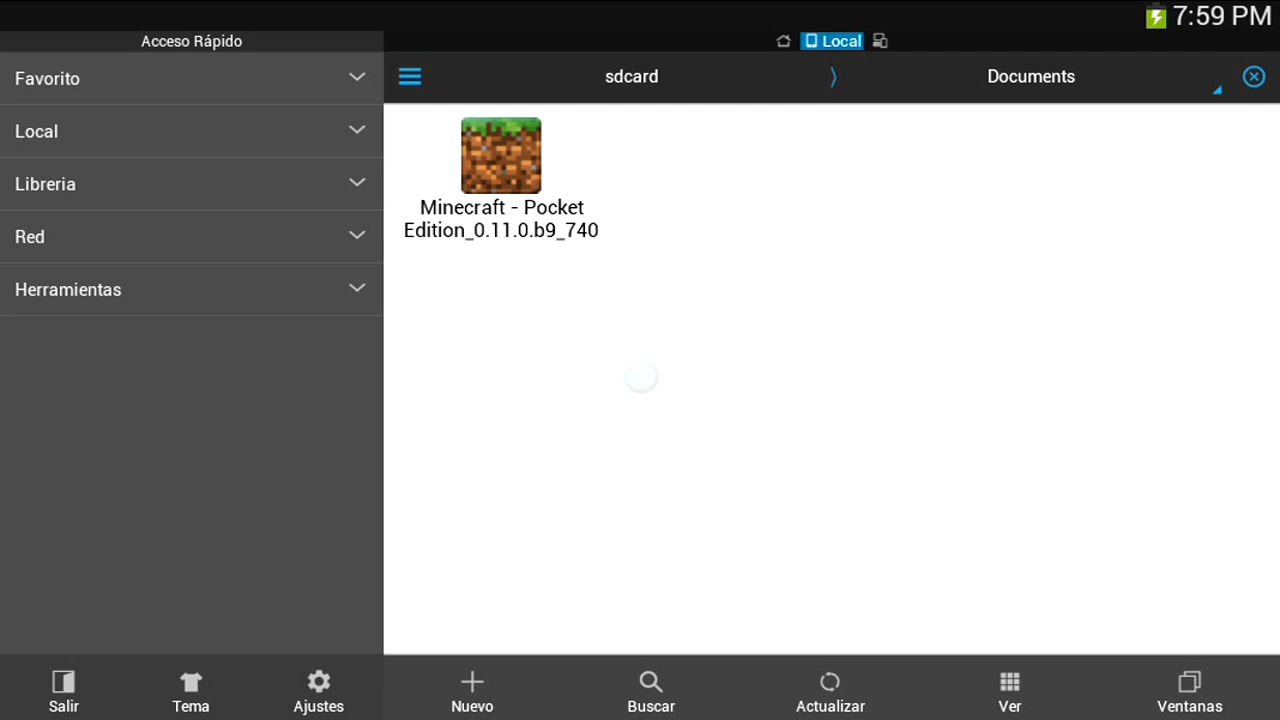 7:59 PM
Acceso Rápido
Local
Favorito
sdcard
Documents
Local
Libreria
Red
Herramientas
Minecraft - Pocket
Edition_0.11.0.b9_740
Salir
Tema
Ajustes
Nuevo
Buscar
Actualizar
Ver
Ventanas